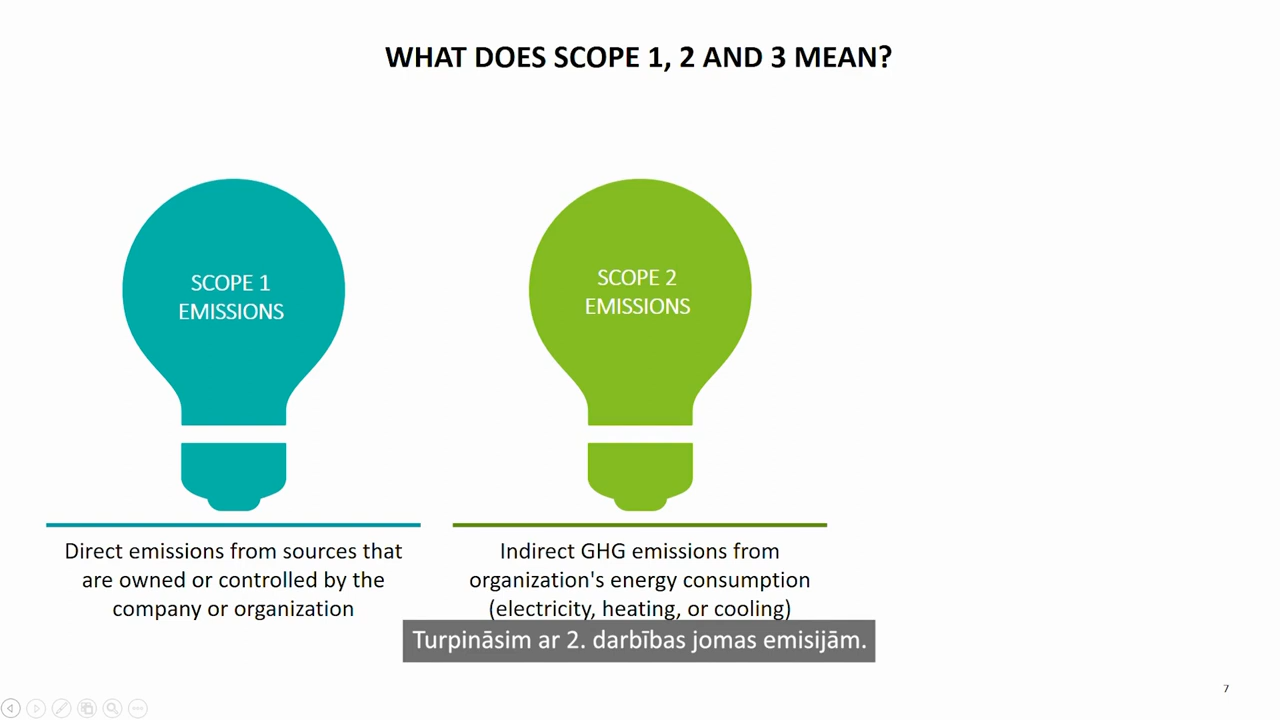 WHAT DOES SCOPE 1, 2 AND 3 MEAN?
SCOPE 1
EMISSIONS
Direct emissions from sources that
are owned or controlled by the
company or organization
SCOPE 2
EMISSIONS
Indirect GHG emissions from
organization's energy consumption
(electricity, heating, or cooling)
Turpināsim ar 2. darbības jomas emisijām.
7